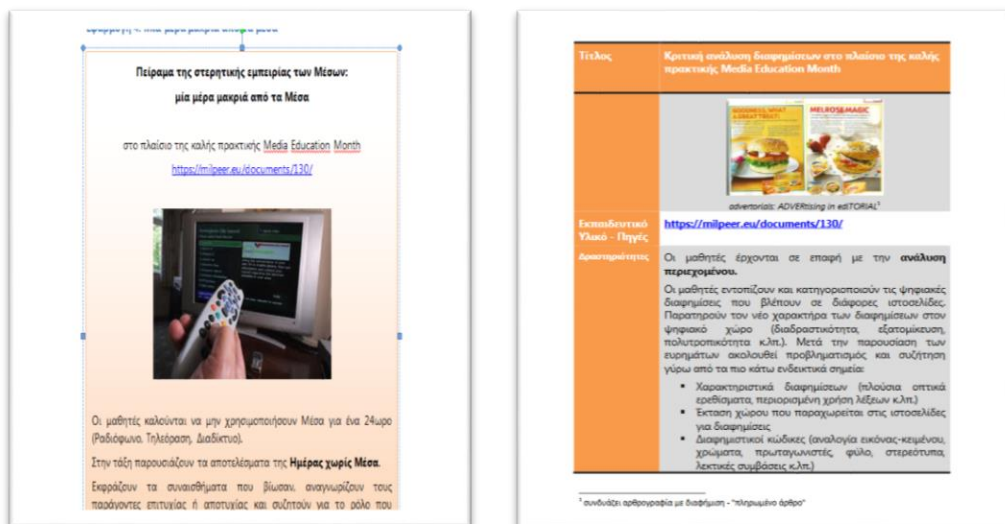 Πείραμα της στερητικής εμπειρίας των Μέσων:
μία μέρα μακριά από τα Μέσα
στο πλαίσιο της καλής πρακτικής Media Education Month
https://milpeer.eu/documents/130/
Οι μαθητές καλούνται να μην χρησιμοποιήσουν Μέσα για ένα 24ωρο
(Ραδιόφωνο, Τηλεόραση, Διαδίκτυο).
Στην τάξη παρουσιάζουν τα αποτελέσματα της Ημέρας χωρίς Μέσα.
Εκφράζουν τα συναισθήματα που βίωσαν, αναγνωρίζουν τους
παράγοντες επιτυχίας ή αποτυχίας και συζητούν για το ρόλο που
Τίτλος
Κριτική ανάλυση διαφημίσεων στο πλαίσιο της καλής
πρακτικής Media Education Month
GOODNESS, WHAT
A GREAT TREAT!
MELROSE MAGIC
advertorials: ADVERtising in ediTORIAL¹
Εκπαιδευτικό
Υλικό - Πηγές
https://milpeer.eu/documents/130/
Δραστηριότητες
Οι μαθητές έρχονται σε επαφή με την ανάλυση
περιεχομένου.
Οι μαθητές εντοπίζουν και κατηγοριοποιούν τις ψηφιακές
διαφημίσεις που βλέπουν σε διάφορες ιστοσελίδες.
Παρατηρούν τον νέο χαρακτήρα των διαφημίσεων στον
ψηφιακό χώρο (διαδραστικότητα, εξατομίκευση,
πολυτροπικότητα κ.λπ.). Μετά την παρουσίαση των
ευρημάτων ακολουθεί προβληματισμός και συζήτηση
γύρω από τα πιο κάτω ενδεικτικά σημεία:
▪ Χαρακτηριστικά διαφημίσεων (πλούσια οπτικά
ερεθίσματα, περιορισμένη χρήση λέξεων κ.λπ.)
▪ Έκταση χώρου που παραχωρείται στις ιστοσελίδες
για διαφημίσεις
▪ Διαφημιστικοί κώδικες (αναλογία εικόνας-κειμένου,
χρώματα, πρωταγωνιστές, φύλο, στερεότυπα,
λεκτικές συμβάσεις κ.λπ.)
¹ συνδυάζει αρθρογραφία με διαφήμιση - "πληρωμένο άρθρο"